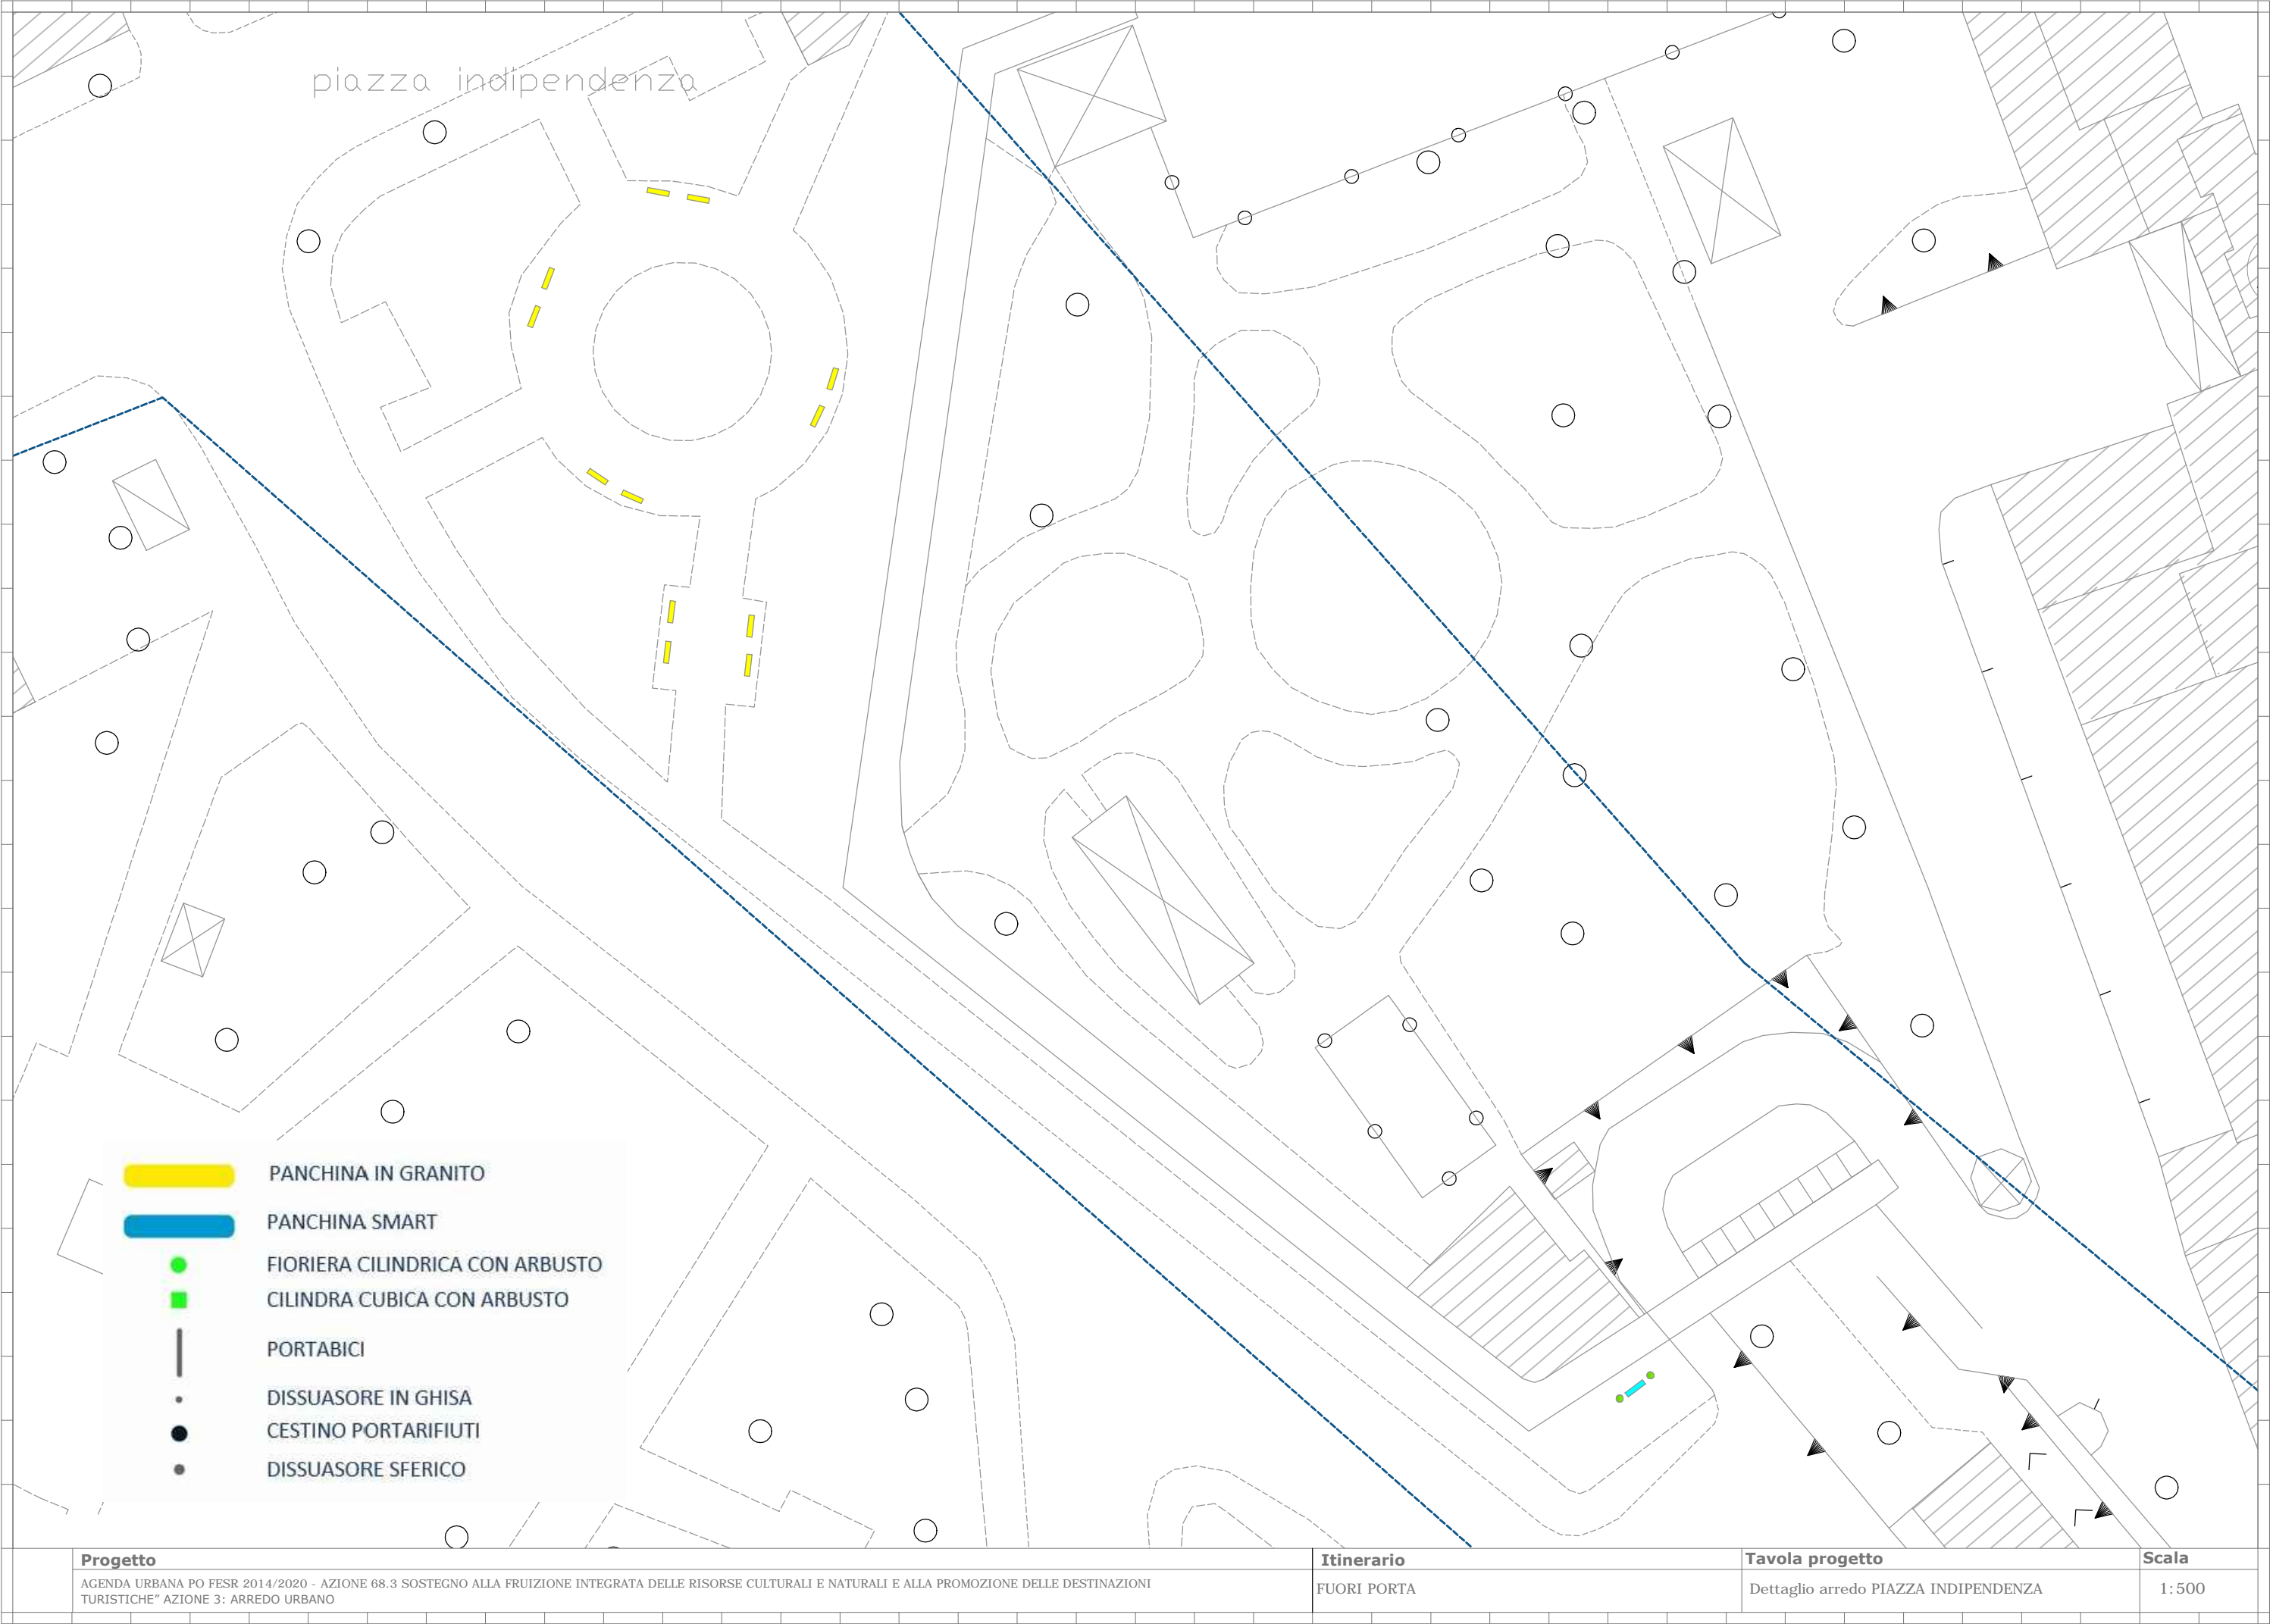 piazza indipendenza
PANCHINA IN GRANITO
PANCHINA SMART
FIORIERA CILINDRICA CON ARBUSTO
CILINDRA CUBICA CON ARBUSTO
PORTABICI
DISSUASORE IN GHISA
CESTINO PORTARIFIUTI
DISSUASORE SFERICO
Progetto
AGENDA URBANA PO FESR 2014/2020 - AZIONE 68.3 SOSTEGNO ALLA FRUIZIONE INTEGRATA DELLE RISORSE CULTURALI E NATURALI E ALLA PROMOZIONE DELLE DESTINAZIONI
TURISTICHE" AZIONE 3: ARREDO URBANO
Itinerario
FUORI PORTA
Tavola progetto
Dettaglio arredo PIAZZA INDIPENDENZA
Scala
1:500